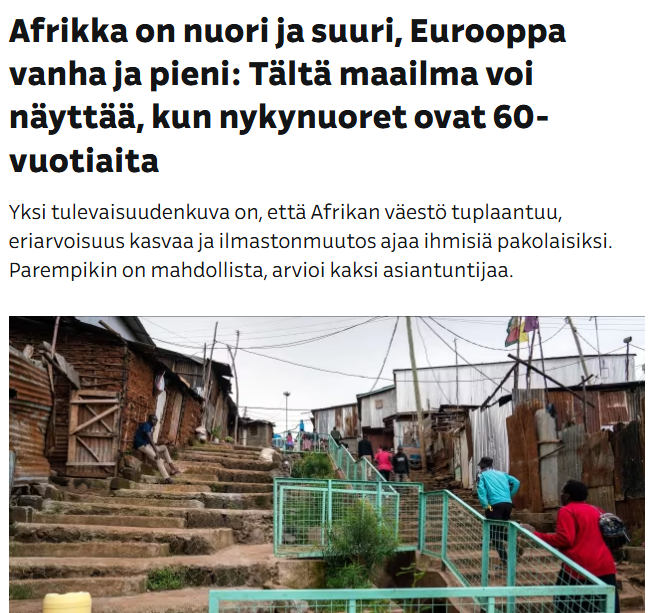 Afrikka on nuori ja suuri, Eurooppa
vanha ja pieni: Tältä maailma voi
näyttää, kun nykynuoret ovat 60-
vuotiaita
Yksi tulevaisuudenkuva on, että Afrikan väestö tuplaantuu,
eriarvoisuus kasvaa ja ilmastonmuutos ajaa ihmisiä pakolaisiksi.
Parempikin on mahdollista, arvioi kaksi asiantuntijaa.